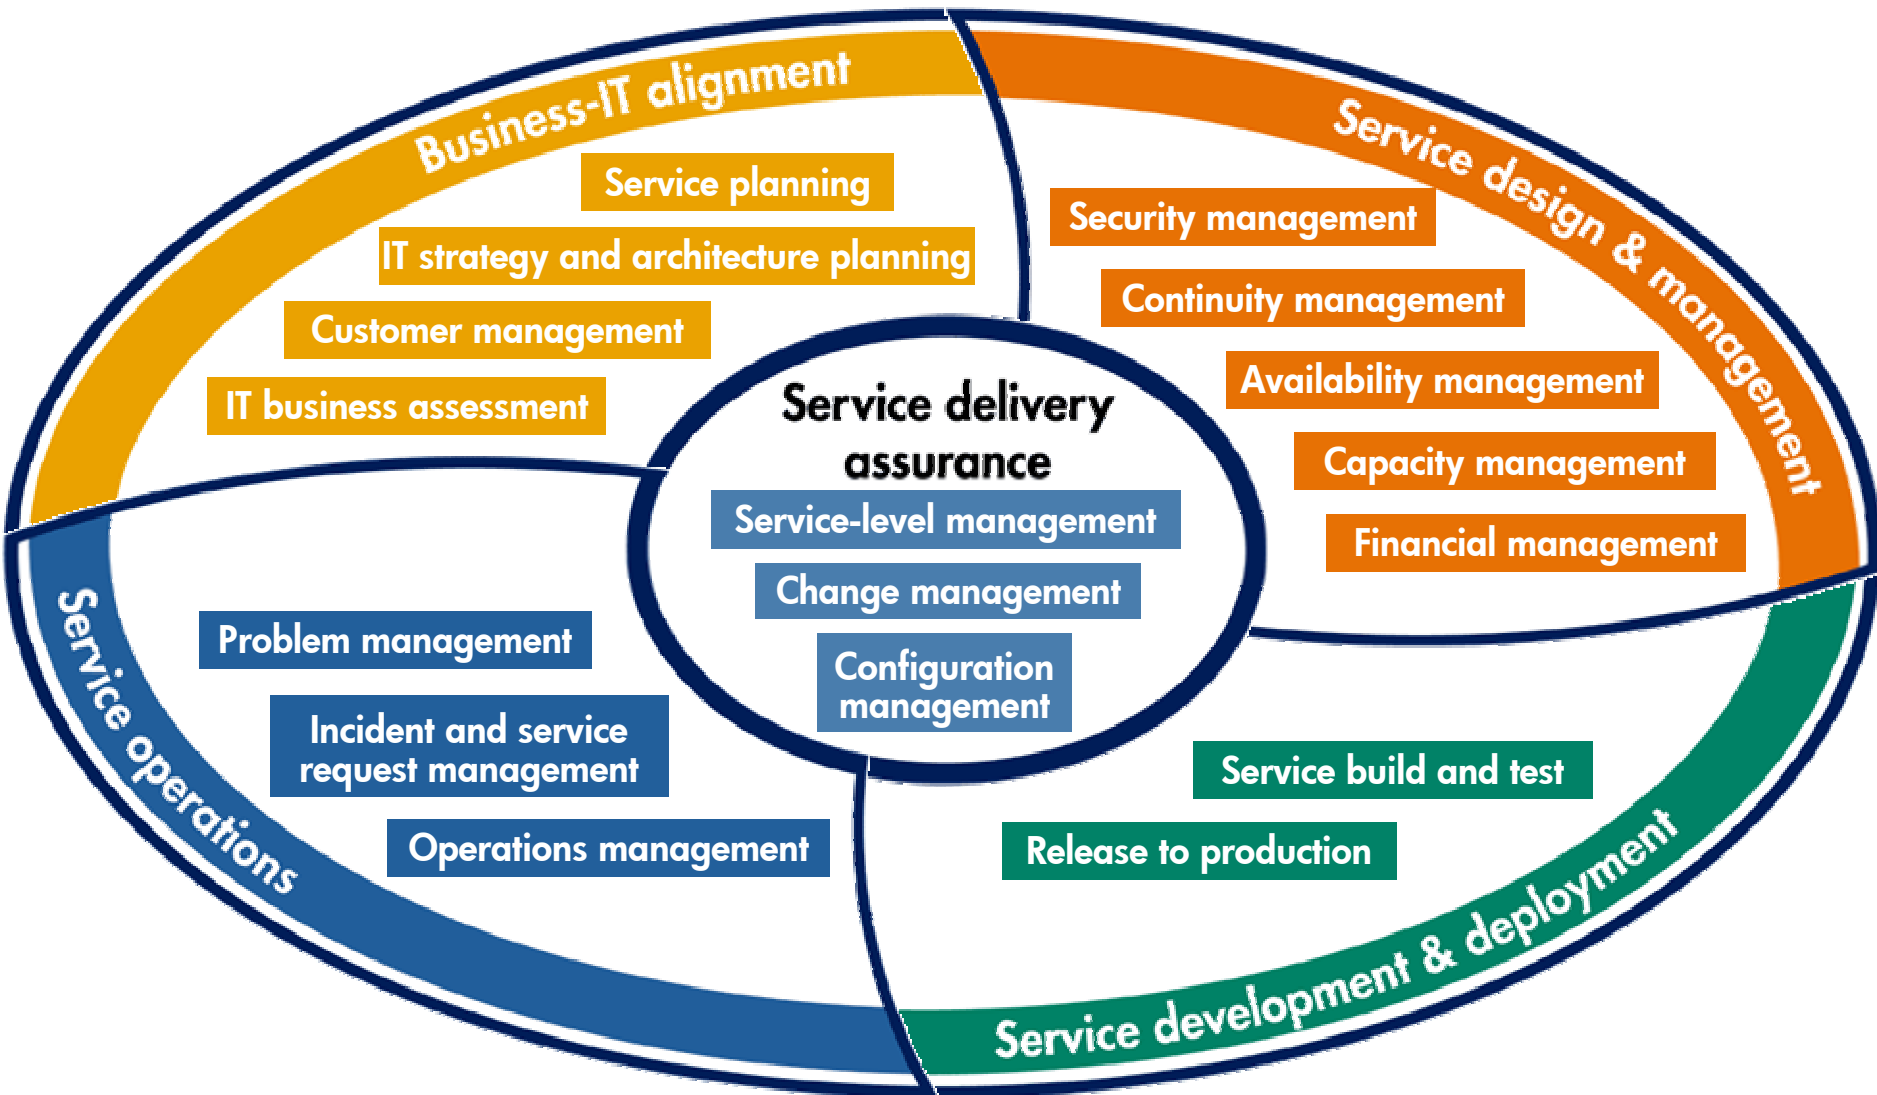 Business-IT alignment
Service planning
IT strategy and architecture planning
Customer management
IT business assessment
Service design & management
Security management
Continuity management
Availability management
Capacity management
Financial management
Service delivery
assurance
Service-level management
Change management
Configuration
management
Service operations
Problem management
Incident and service
request management
Operations management
Service development & deployment
Service build and test
Release to production